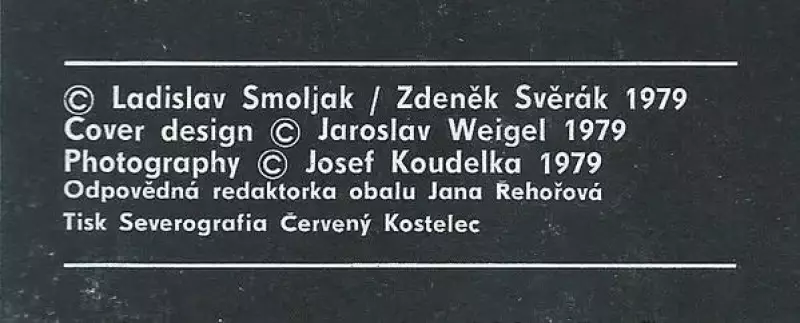 © Ladislav Smoljak / Zdeněk Svěrák 1979
Cover design © Jaroslav Weigel 1979
Photography © Josef Koudelka 1979
Odpovědná redaktorka obalu Jana Řehořová
Tisk Severografia Červený Kostelec